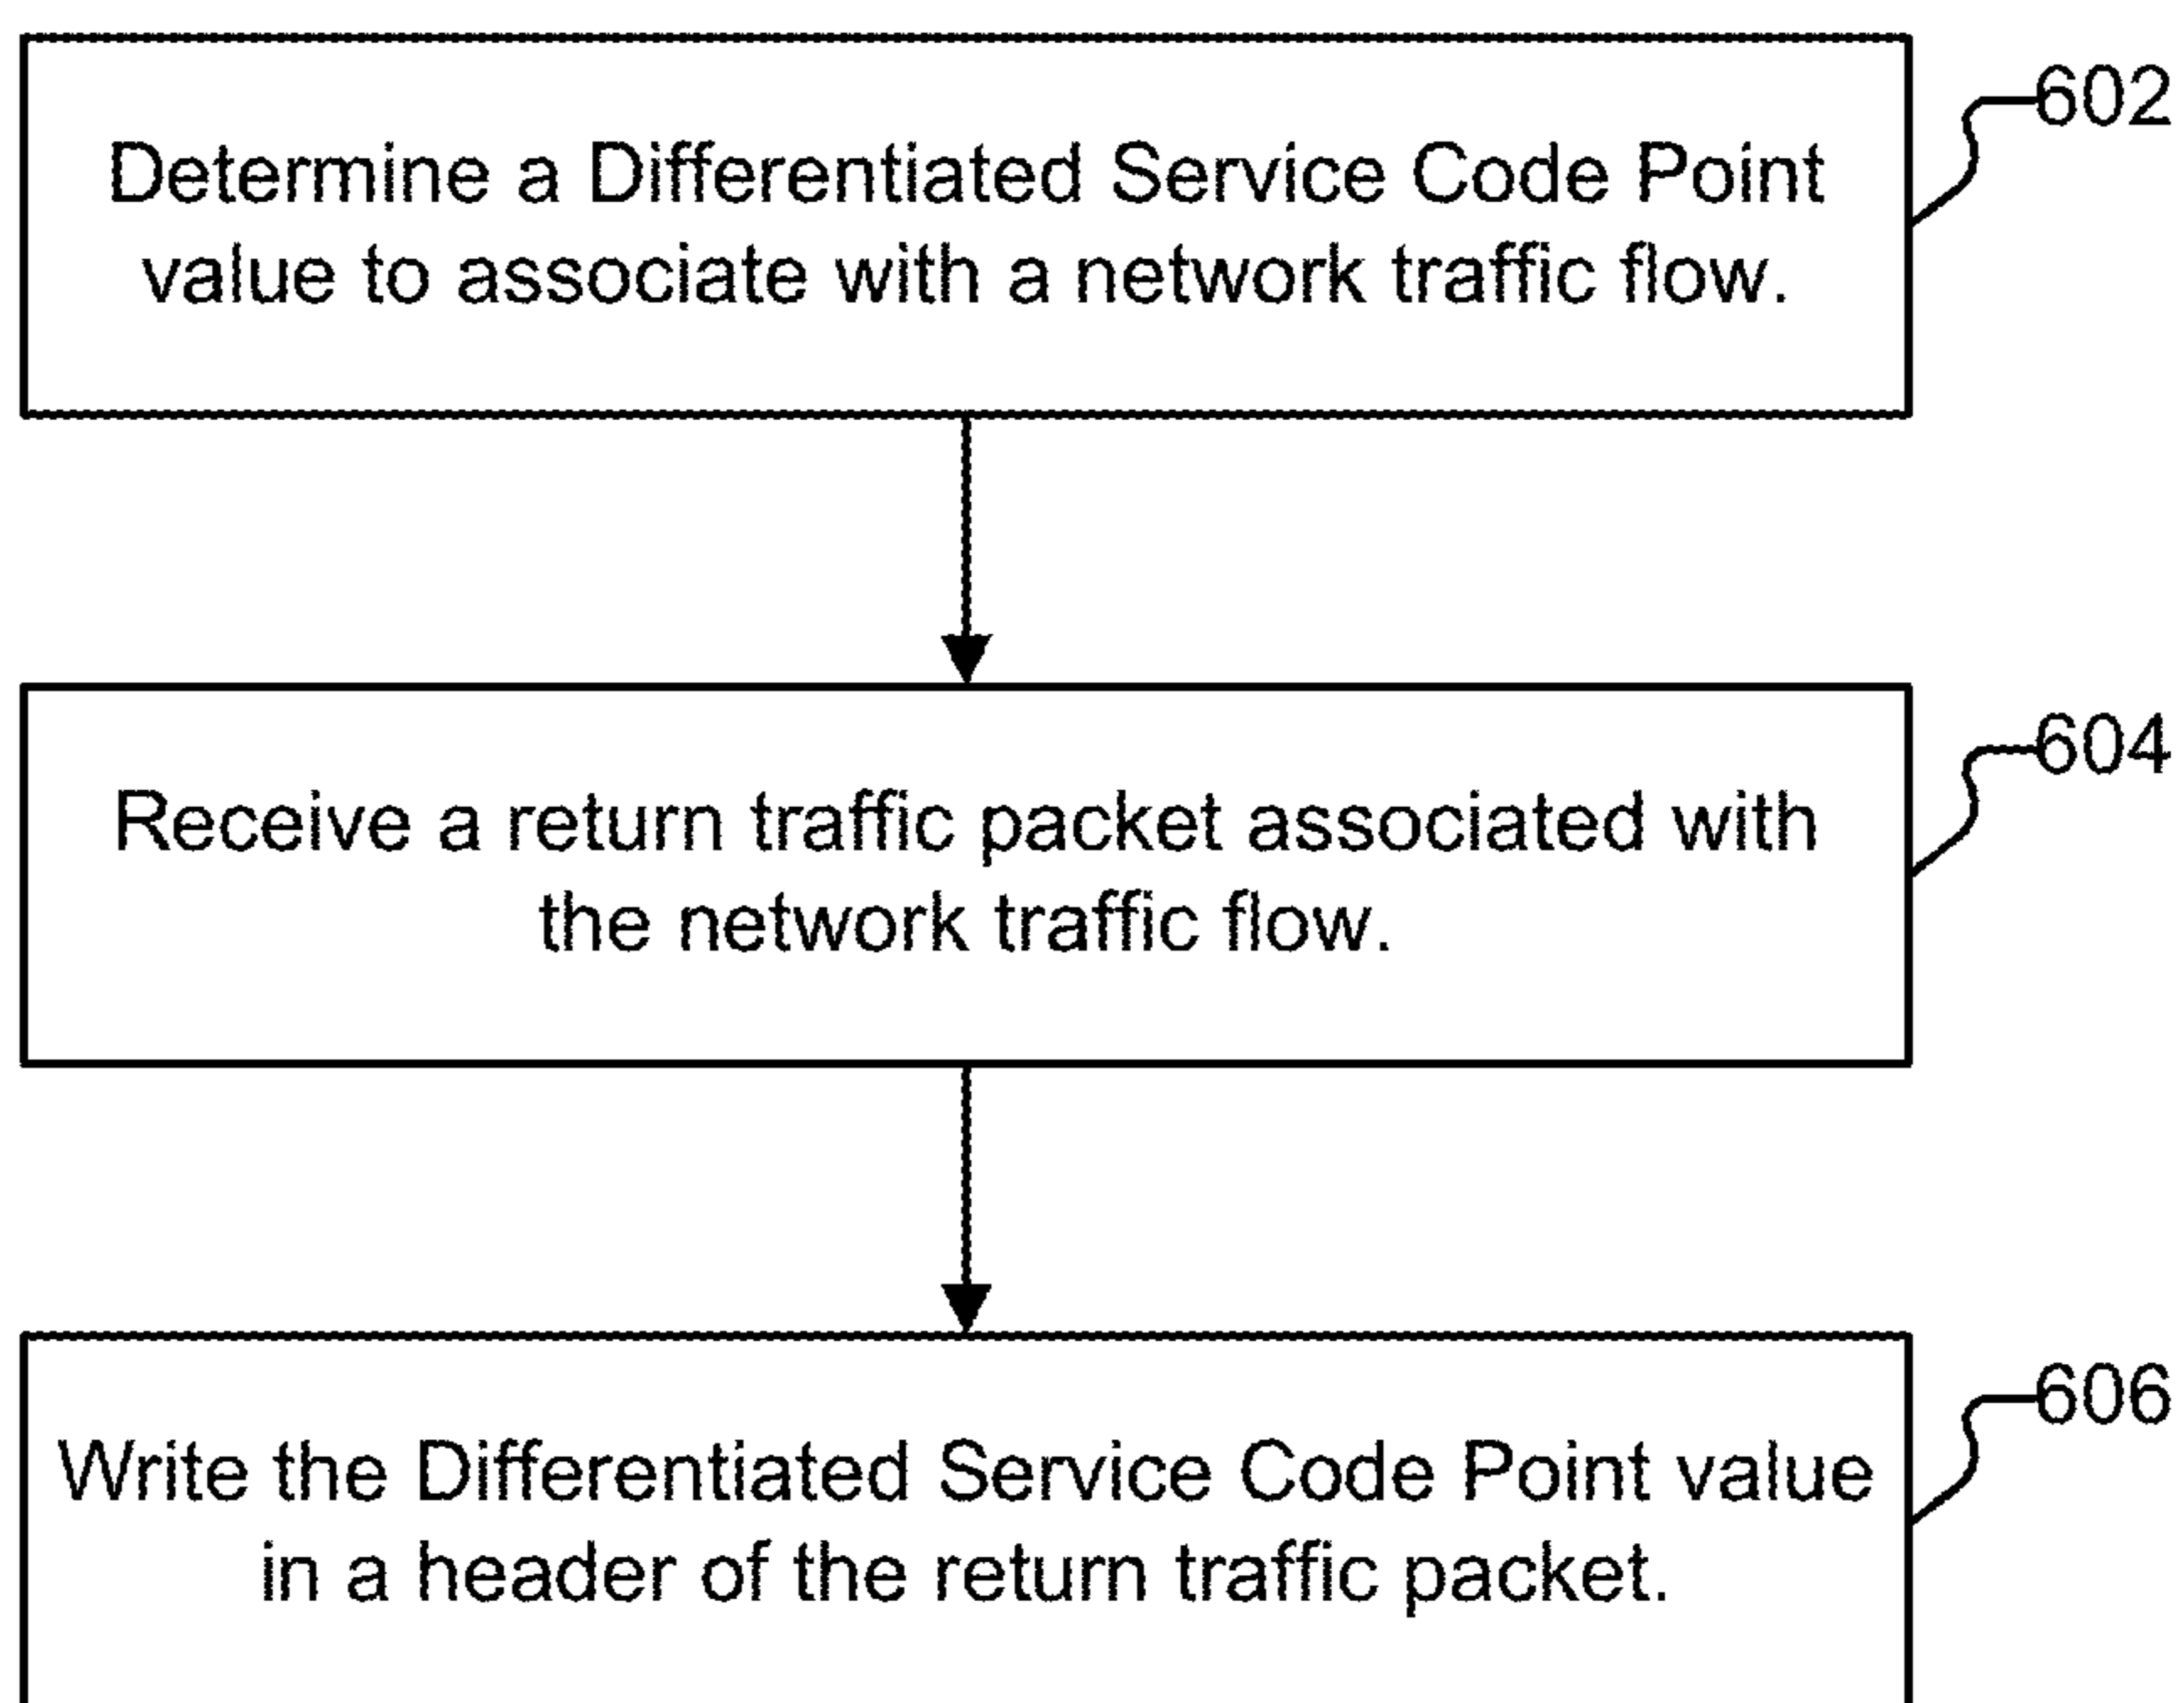 602
Determine a Differentiated Service Code Point
value to associate with a network traffic flow.
604
Receive a return traffic packet associated with
the network traffic flow.
606
Write the Differentiated Service Code Point value
in a header of the return traffic packet.